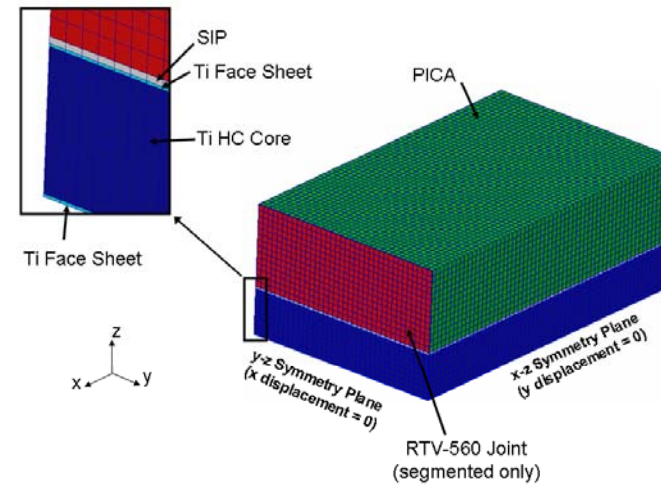 SIP
Ti Face Sheet
Ti HC Core
Ti Face Sheet
PICA
z
x
y
y-z Symmetry Plane
(x displacement = 0)
x-z Symmetry Plane
(y displacement = 0)
RTV-560 Joint
(segmented only)